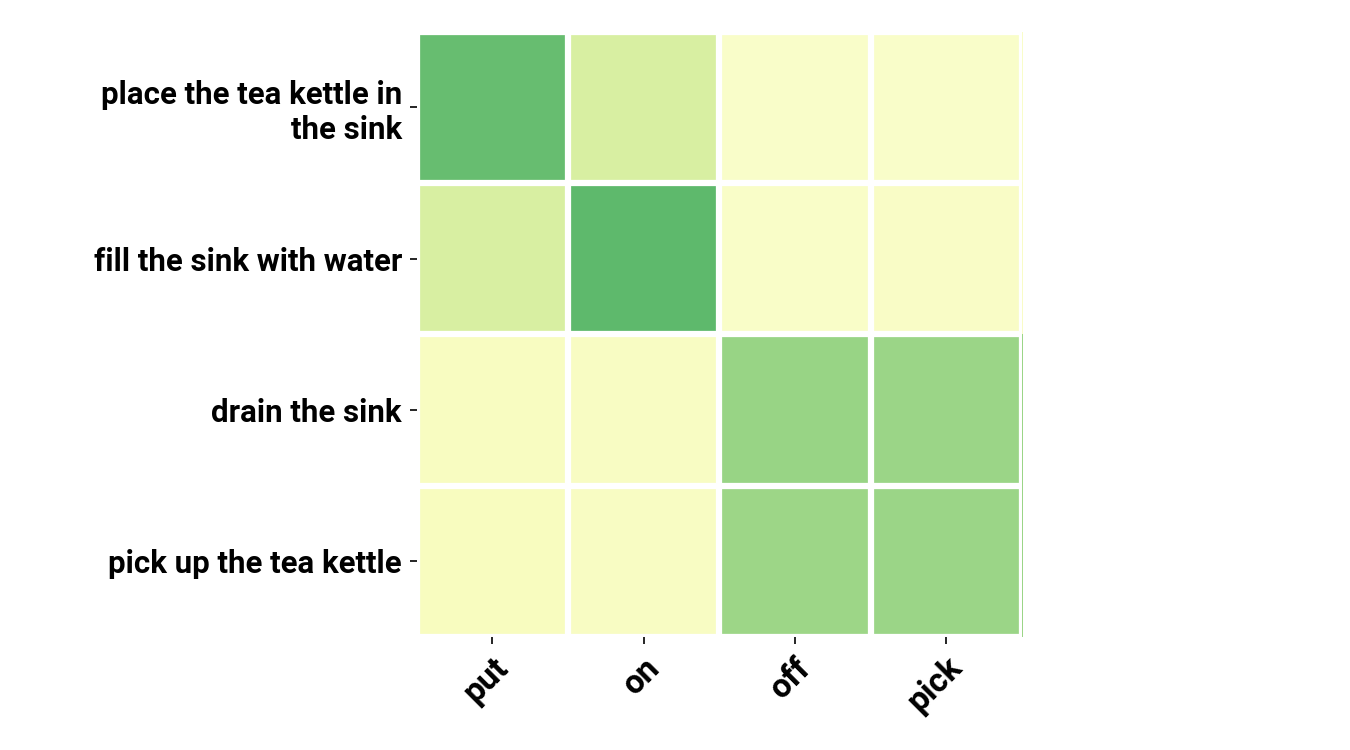 place the tea kettle in
the sink
fill the sink with water
drain the sink
pick up the tea kettle
put
on
off
pick